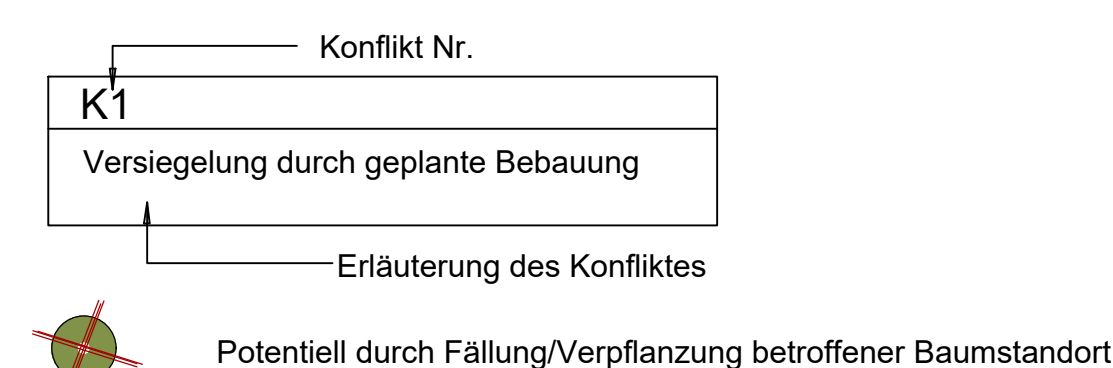 Konflikt Nr.
K1
Versiegelung durch geplante Bebauung
Erläuterung des Konfliktes
Potentiell durch Fällung/Verpflanzung betroffener Baumstandort